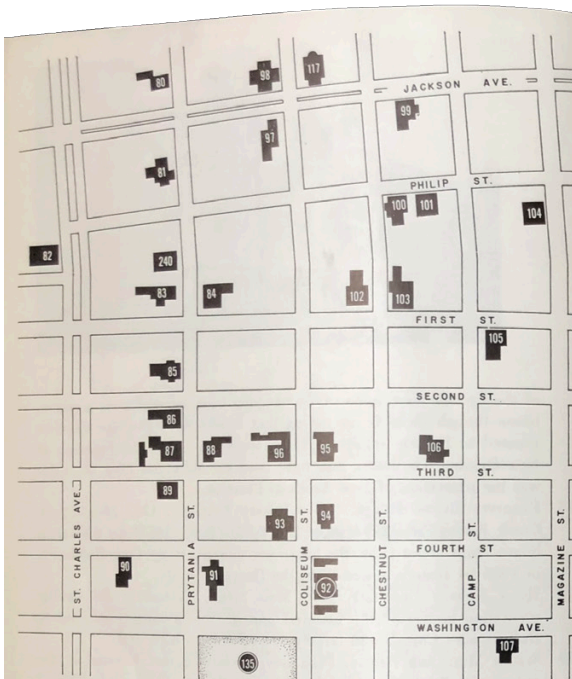 80
98
117
JACKSON AVE.
97
99
81
PHILIP ST.
100
101
104
82
240
83
84
102
103
FIRST ST.
105
85
SECOND ST.
86
87
88
96
95
106
THIRD ST.
89
93
94
ST. CHARLES AVE.
PRYTANIA ST.
COLISEUM ST.
CHESTNUT ST.
CAMP ST.
MAGAZINE ST.
FOURTH ST
90
91
92
WASHINGTON AVE.
107
135